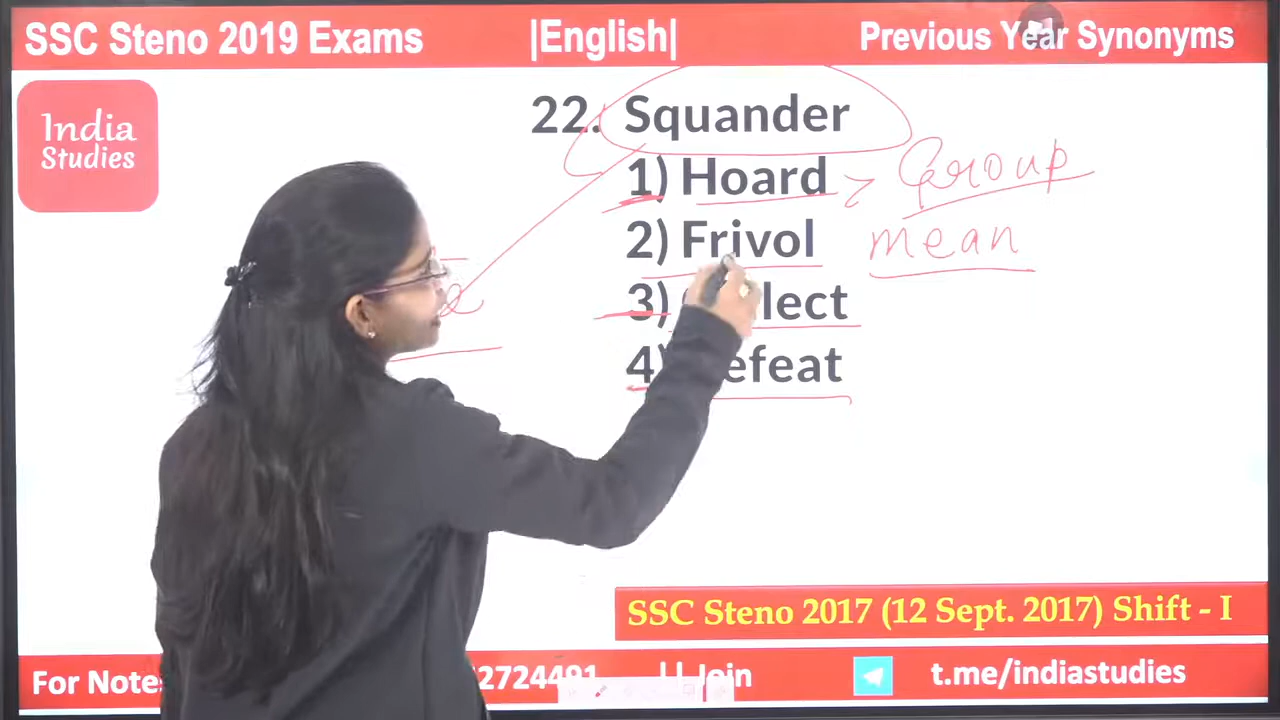 SSC Steno 2019 Exams |English| Previous Year Synonyms
India
Studies
22. Squander
1) Hoard Group
2) Frivol mean
3) lect
4) efeat
SSC Steno 2017 (12 Sept. 2017) Shift - I
For Note 2724491 || Join t.me/indiastudies